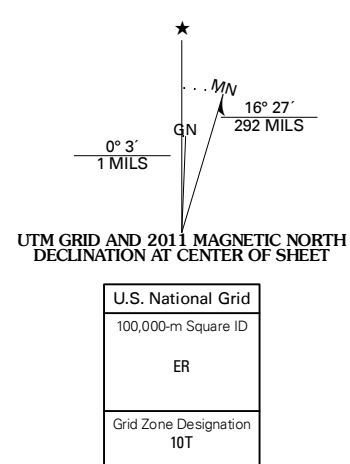 ★
MN
GN
16° 27´
292 MILS
0° 3´
1 MILS
UTM GRID AND 2011 MAGNETIC NORTH
DECLINATION AT CENTER OF SHEET
U.S. National Grid
100,000-m Square ID
ER
Grid Zone Designation
10T